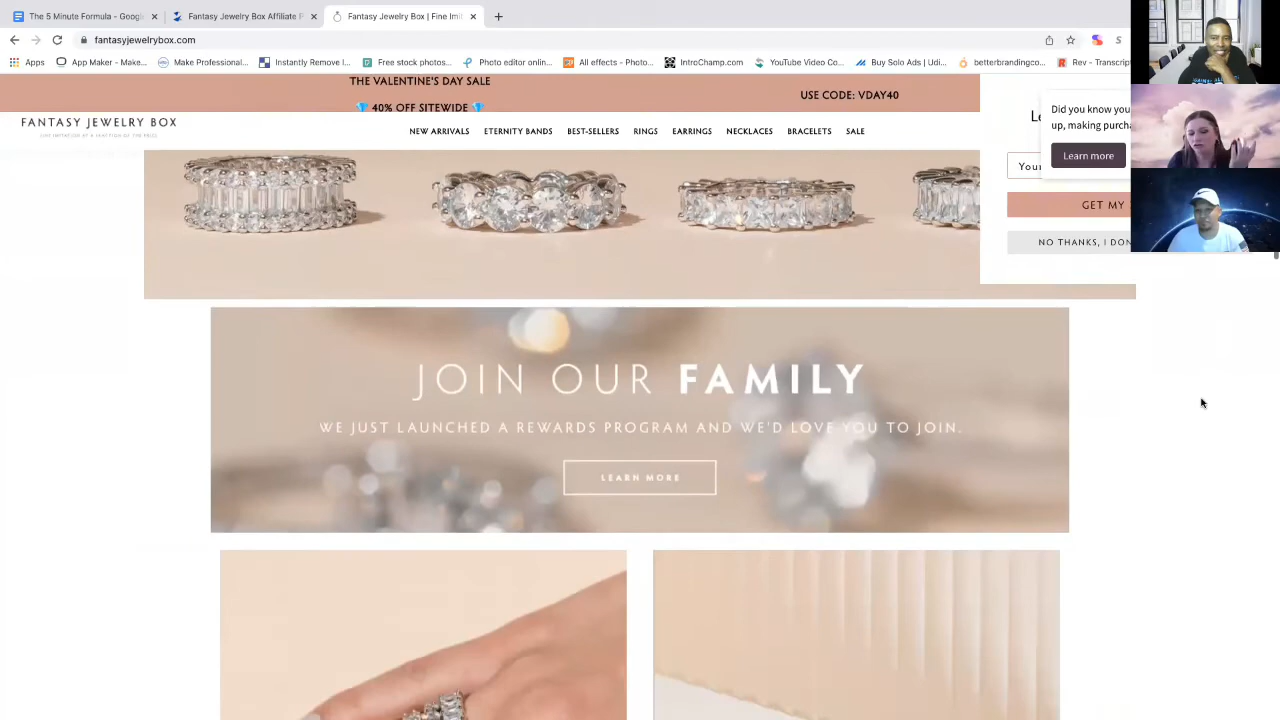 The 5 Minute Formula - Goog
Fantasy Jewelry Box Affiliate P
Fantasy Jewelry Box | Fine Imi
fantasyjewelrybox.com
Apps
App Maker - Make...
Make Professional...
Instantly Remove I...
Free stock photos...
Photo editor onlin...
All effects - Photo...
IntroChamp.com
YouTube Video Co...
Buy Solo Ads | Udi...
betterbrandingco...
Rev - Transcript
THE VALENTINE'S DAY SALE
💎 40% OFF SITEWIDE 💎
USE CODE: VDAY40
FANTASY JEWELRY BOX
NEW ARRIVALS
ETERNITY BANDS
BEST-SELLERS
RINGS
EARRINGS
NECKLACES
BRACELETS
SALE
Did you know you
up, making purcha
Learn more
Le
Your
GET MY
NO THANKS, I DON
JOIN OUR FAMILY
WE JUST LAUNCHED A REWARDS PROGRAM AND WE'D LOVE YOU TO JOIN.
LEARN MORE